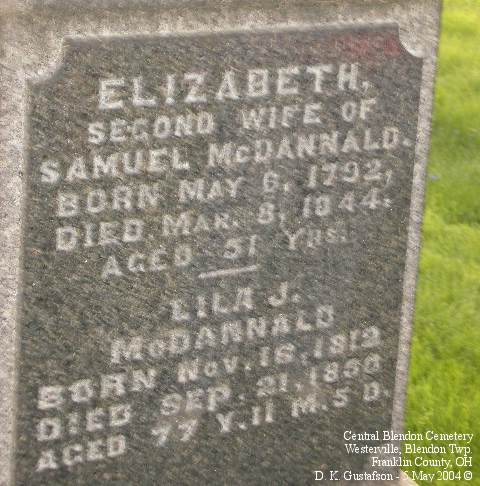 ELIZABETH,
SECOND WIFE OF
SAMUEL McDANNALD.
BORN MAY 6, 1792,
DIED MAR. 8, 1844.
AGED 51 YRS.
LILA J.
McDANNALD
BORN NOV. 16, 1812
DIED SEP. 21, 1890
AGED 77 Y. 11 M. 5 D.
Central Blendon Cemetery
Westerville, Blendon Twp.
Franklin County, OH
D. K. Gustafson - 5 May 2004 ©